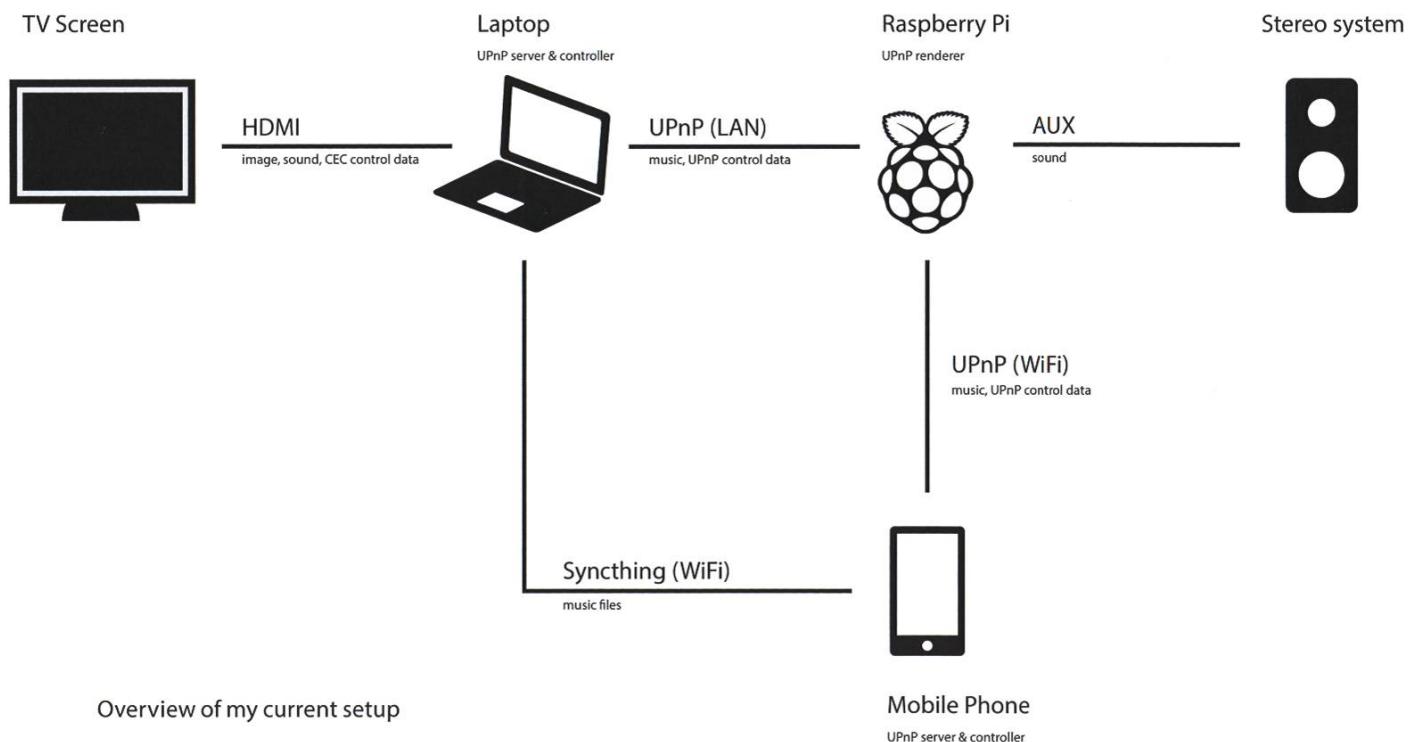 TV Screen
Laptop
UPnP server & controller
Raspberry Pi
UPnP renderer
Stereo system
HDMI
image, sound, CEC control data
UPnP (LAN)
music, UPnP control data
AUX
sound
UPnP (WiFi)
music, UPnP control data
Syncthing (WiFi)
music files
Overview of my current setup
Mobile Phone
UPnP server & controller